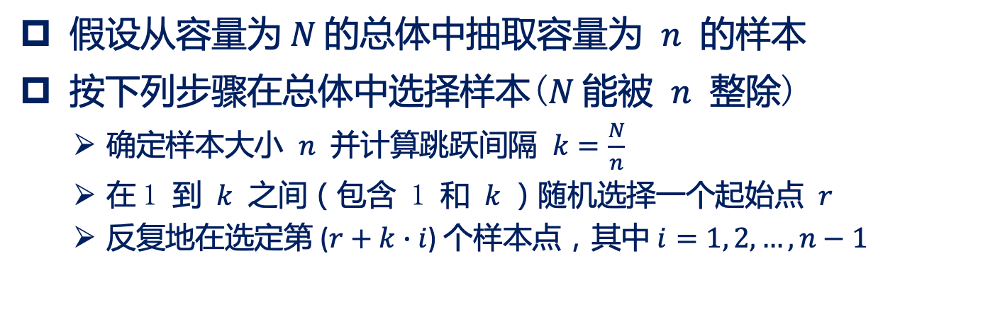 假设从容量为 N 的总体中抽取容量为 n 的样本
按下列步骤在总体中选择样本(N 能被 n 整除)
确定样本大小 n 并计算跳跃间隔 k = N/n
在 1 到 k 之间(包含 1 和 k)随机选择一个起始点 r
反复地在选定第 (r + k · i) 个样本点,其中 i = 1, 2, …, n − 1